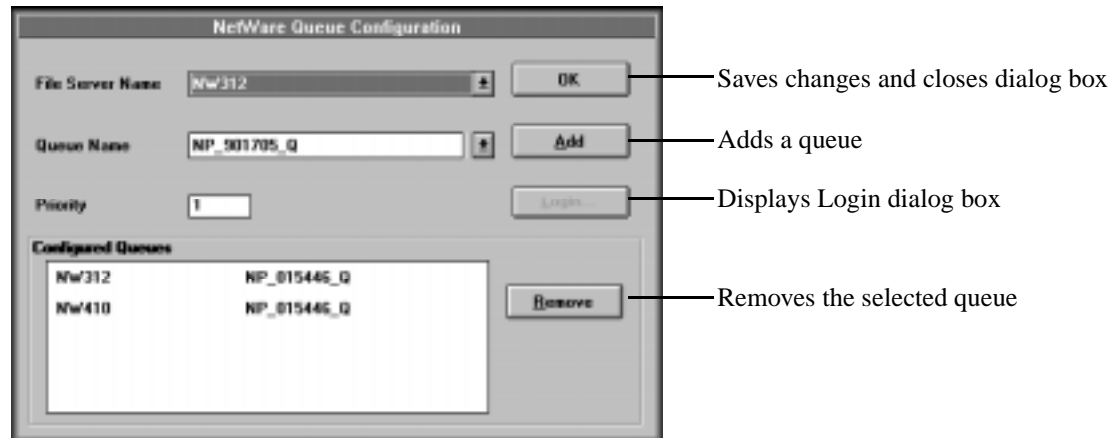 NetWare Queue Configuration
File Server Name NW312 OK Saves changes and closes dialog box
Queue Name NP_901705_Q Add Adds a queue
Priority 1 Login... Displays Login dialog box
Configured Queues
NW312 NP_015446_Q
Remove Removes the selected queue
NW410 NP_015446_Q